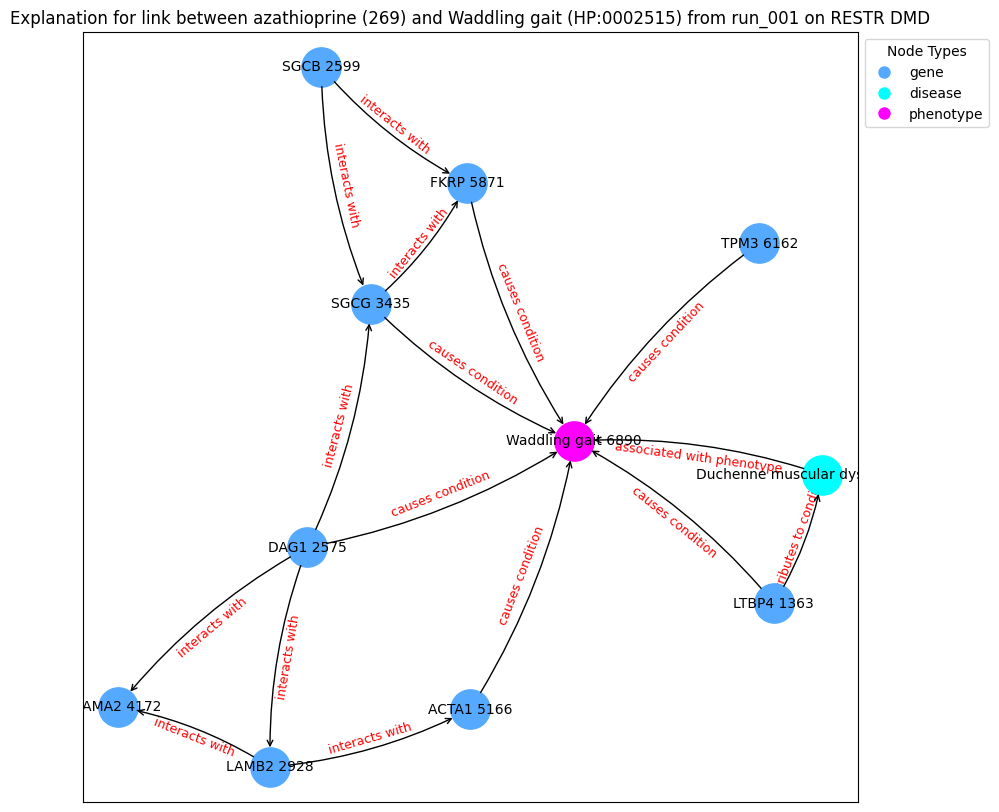 Explanation for link between azathioprine (269) and Waddling gait (HP:0002515) from run_001 on RESTR DMD
Node Types
gene
disease
phenotype
SGCB 2599
interacts with
interacts with
FKRP 5871
interacts with
TPM3 6162
SGCG 3435
causes condition
causes condition
causes condition
interacts with
Waddling gait 6890
associated with phenotype
Duchenne muscular dys
causes condition
causes condition
ributes to condi
DAG1 2575
causes condition
LTBP4 1363
interacts with
interacts with
AMA2 4172
ACTA1 5166
interacts with
interacts with
LAMB2 2928